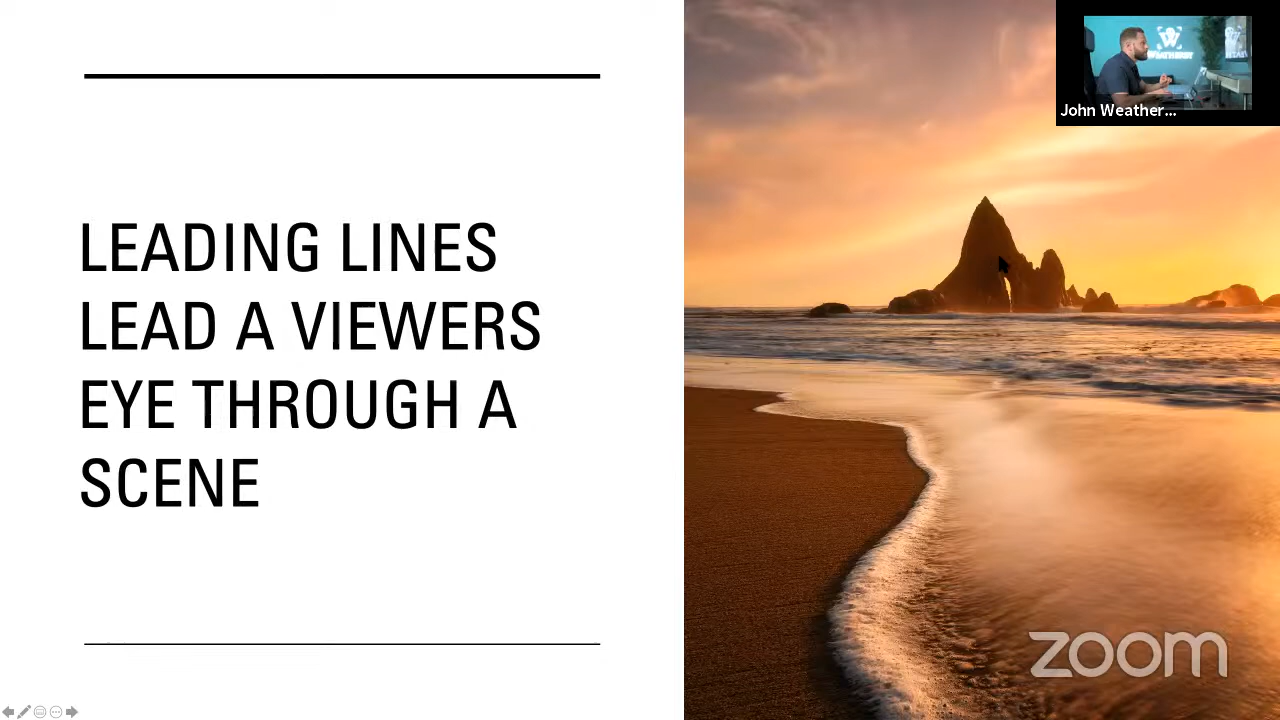 LEADING LINES
LEAD A VIEWERS
EYE THROUGH A
SCENE
John Weather...
zoom